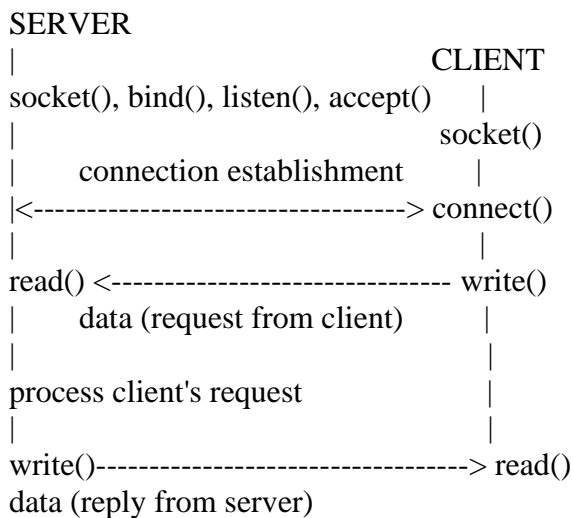 SERVER
| CLIENT
socket(), bind(), listen(), accept() |
| socket()
| connection establishment |
|<-----------------------------------> connect()
| |
read() <-------------------------------- write()
| data (request from client) |
| |
process client's request |
| |
write()-----------------------------------> read()
data (reply from server)